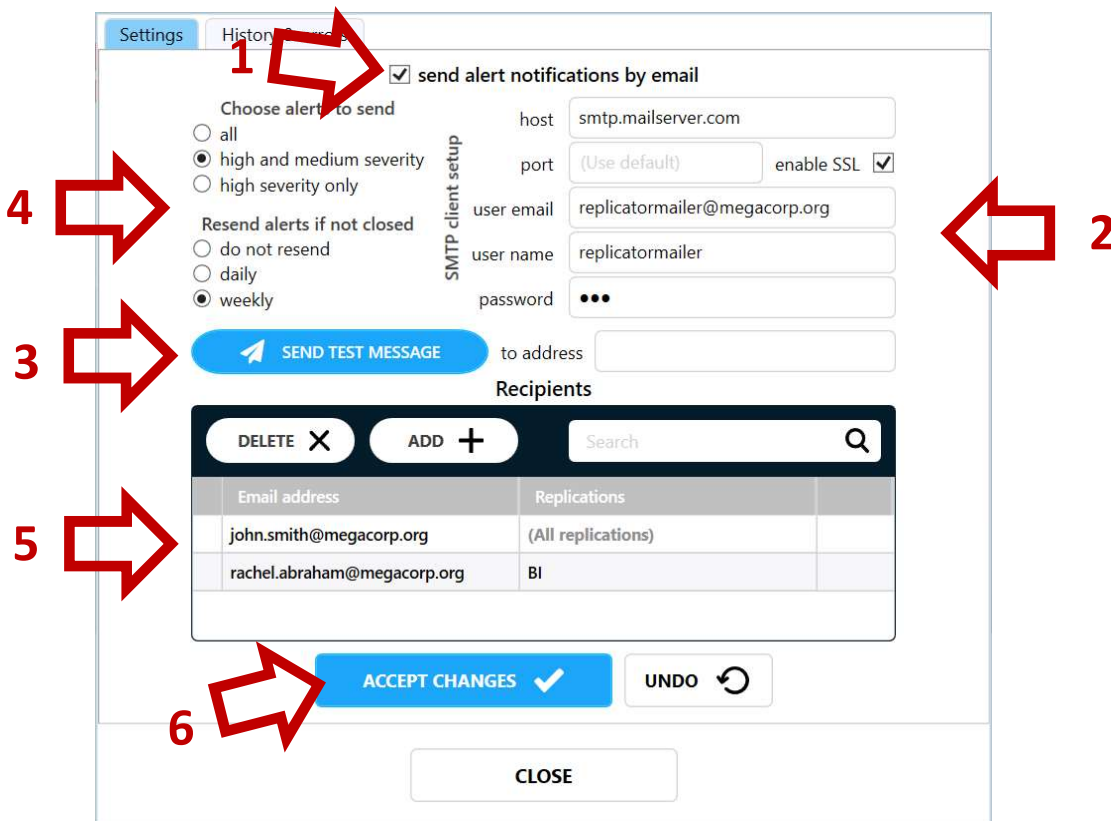 Settings
History
1
send alert notifications by email
Choose alerts to send
all
high and medium severity
high severity only
4
Resend alerts if not closed
do not resend
daily
weekly
SMTP client setup
host smtp.mailserver.com
port (Use default) enable SSL
user email replicatormailer@megacorp.org
user name replicatormailer
password •••
2
3
SEND TEST MESSAGE to address
Recipients
DELETE ADD Search
Email address Replications
5
john.smith@megacorp.org (All replications)
rachel.abraham@megacorp.org BI
6
ACCEPT CHANGES UNDO
CLOSE